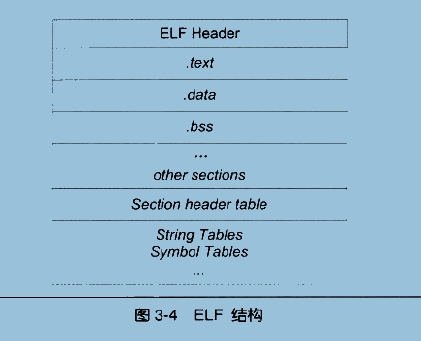 ELF Header
.text
.data
.bss
...
other sections
Section header table
String Tables
Symbol Tables
...
图 3-4 ELF 结构